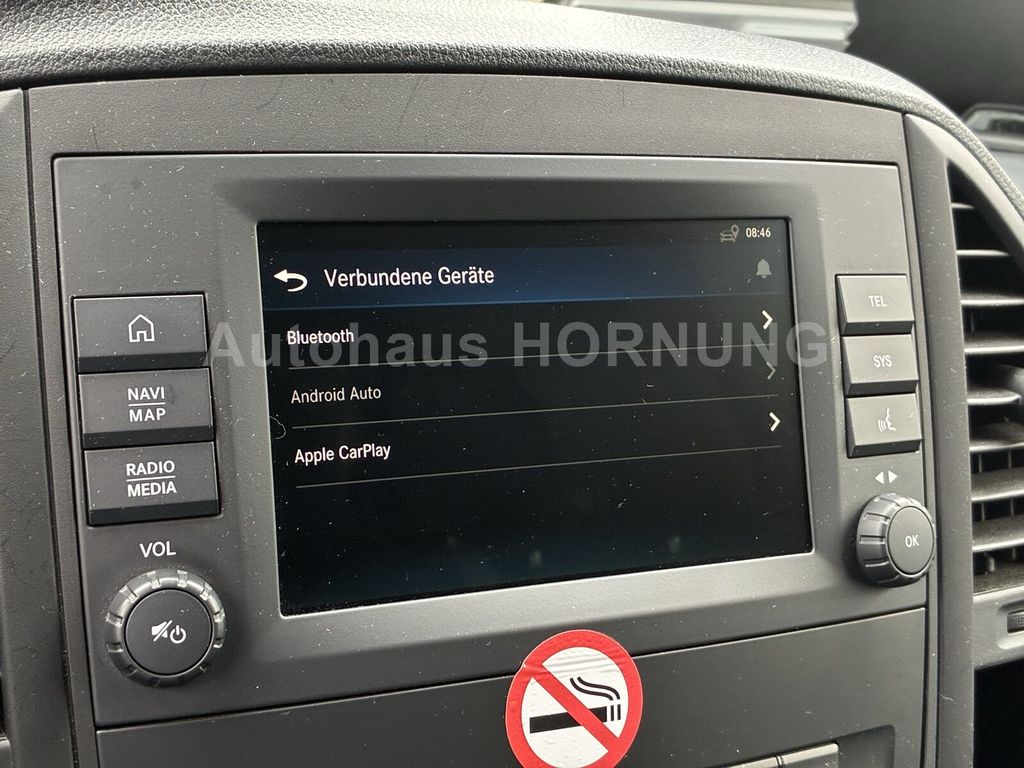 08:46
Verbundene Geräte
Bluetooth
Autohaus HORNUNG
Android Auto
Apple CarPlay
NAVI
MAP
RADIO
MEDIA
VOL
TEL
SYS
OK